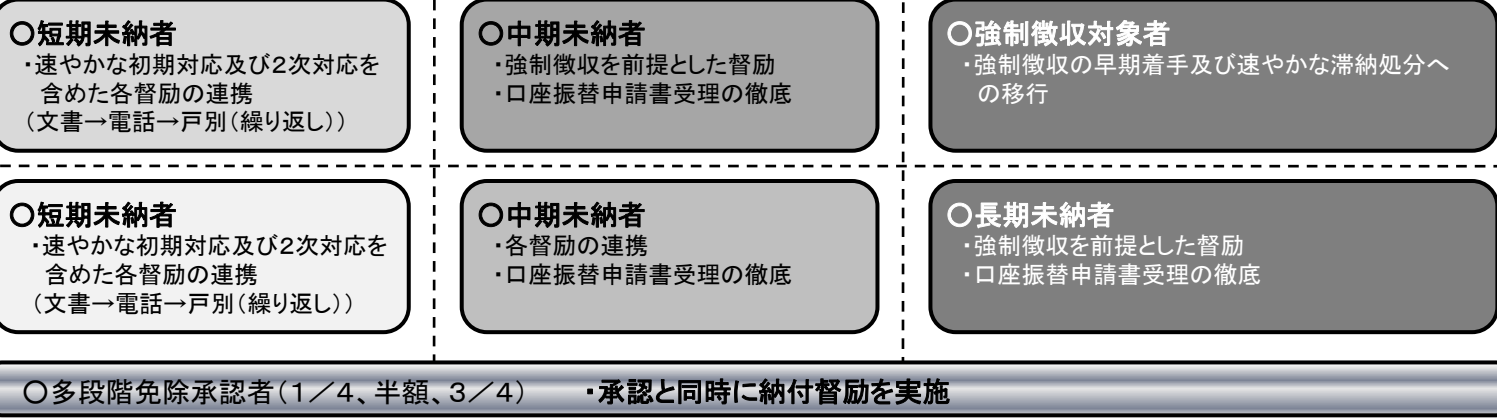 ○短期未納者
・速やかな初期対応及び2次対応を
含めた各督励の連携
（文書→電話→戸別（繰り返し））
○中期未納者
・強制徴収を前提とした督励
・口座振替申請書受理の徹底
○強制徴収対象者
・強制徴収の早期着手及び速やかな滞納処分へ
の移行
○短期未納者
・速やかな初期対応及び2次対応を
含めた各督励の連携
（文書→電話→戸別（繰り返し））
○中期未納者
・各督励の連携
・口座振替申請書受理の徹底
○長期未納者
・強制徴収を前提とした督励
・口座振替申請書受理の徹底
○多段階免除承認者（1／4、半額、3／4）　・承認と同時に納付督励を実施